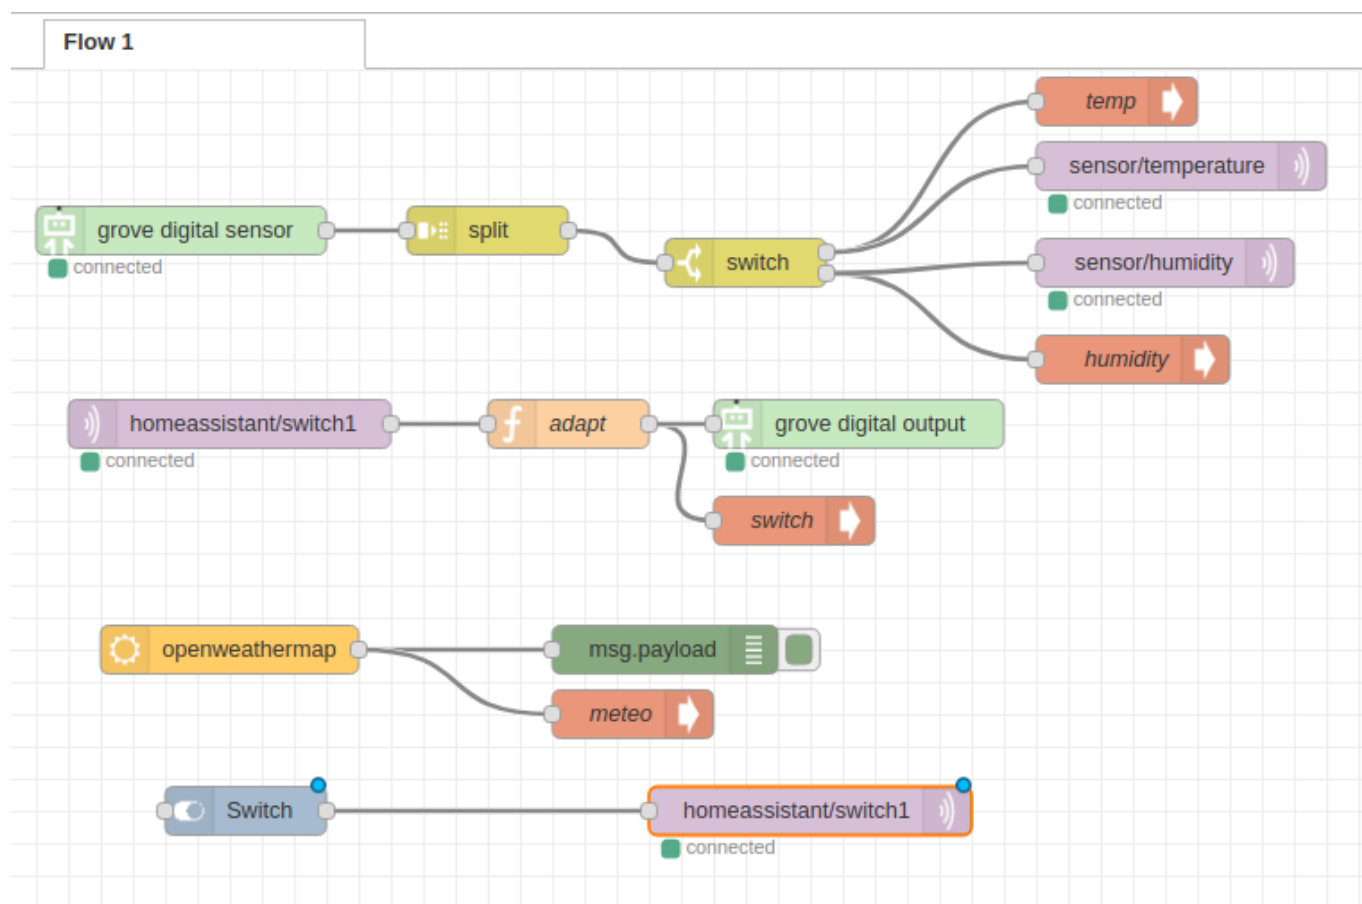 Flow 1
temp
sensor/temperature
connected
grove digital sensor
connected
split
switch
sensor/humidity
connected
humidity
homeassistant/switch1
connected
adapt
grove digital output
connected
switch
openweathermap
msg.payload
meteo
Switch
homeassistant/switch1
connected